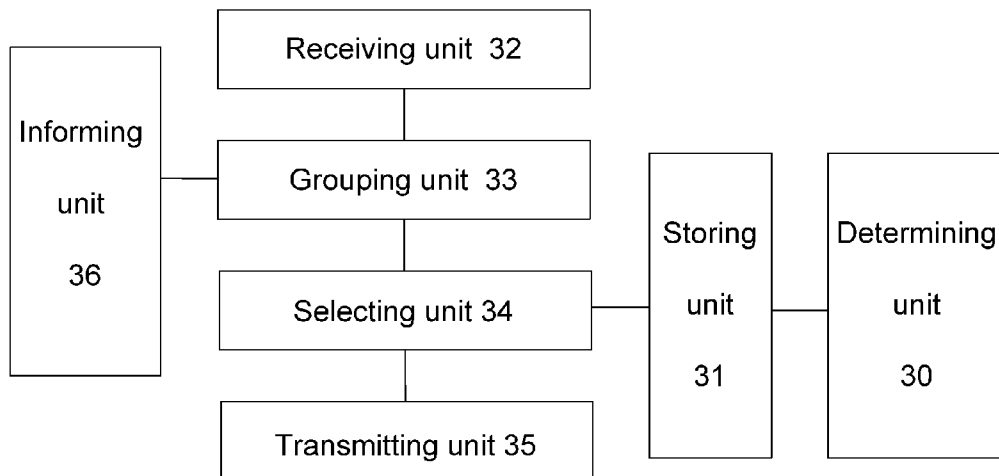 Receiving unit 32
Informing
unit
36
Grouping unit 33
Selecting unit 34
Transmitting unit 35
Storing
unit
31
Determining
unit
30